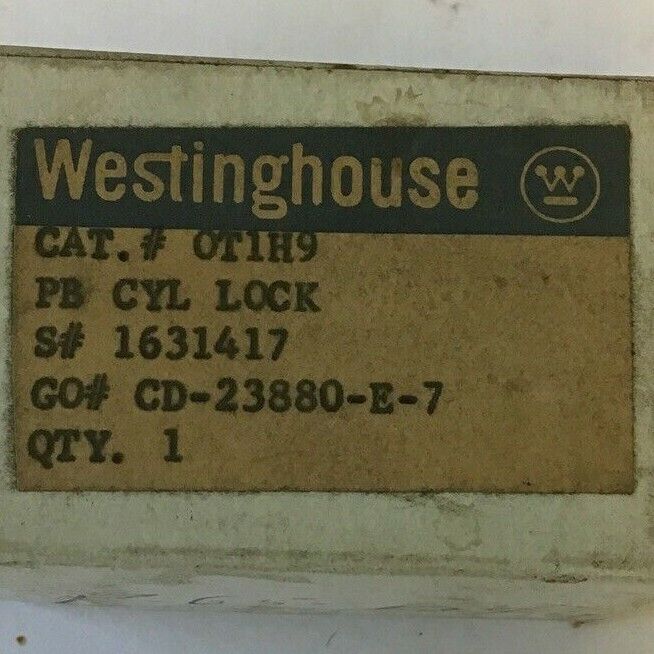 Westinghouse W
CAT.# OT1H9
PB CYL LOCK
S# 1631417
GO# CD-23880-E-7
QTY. 1